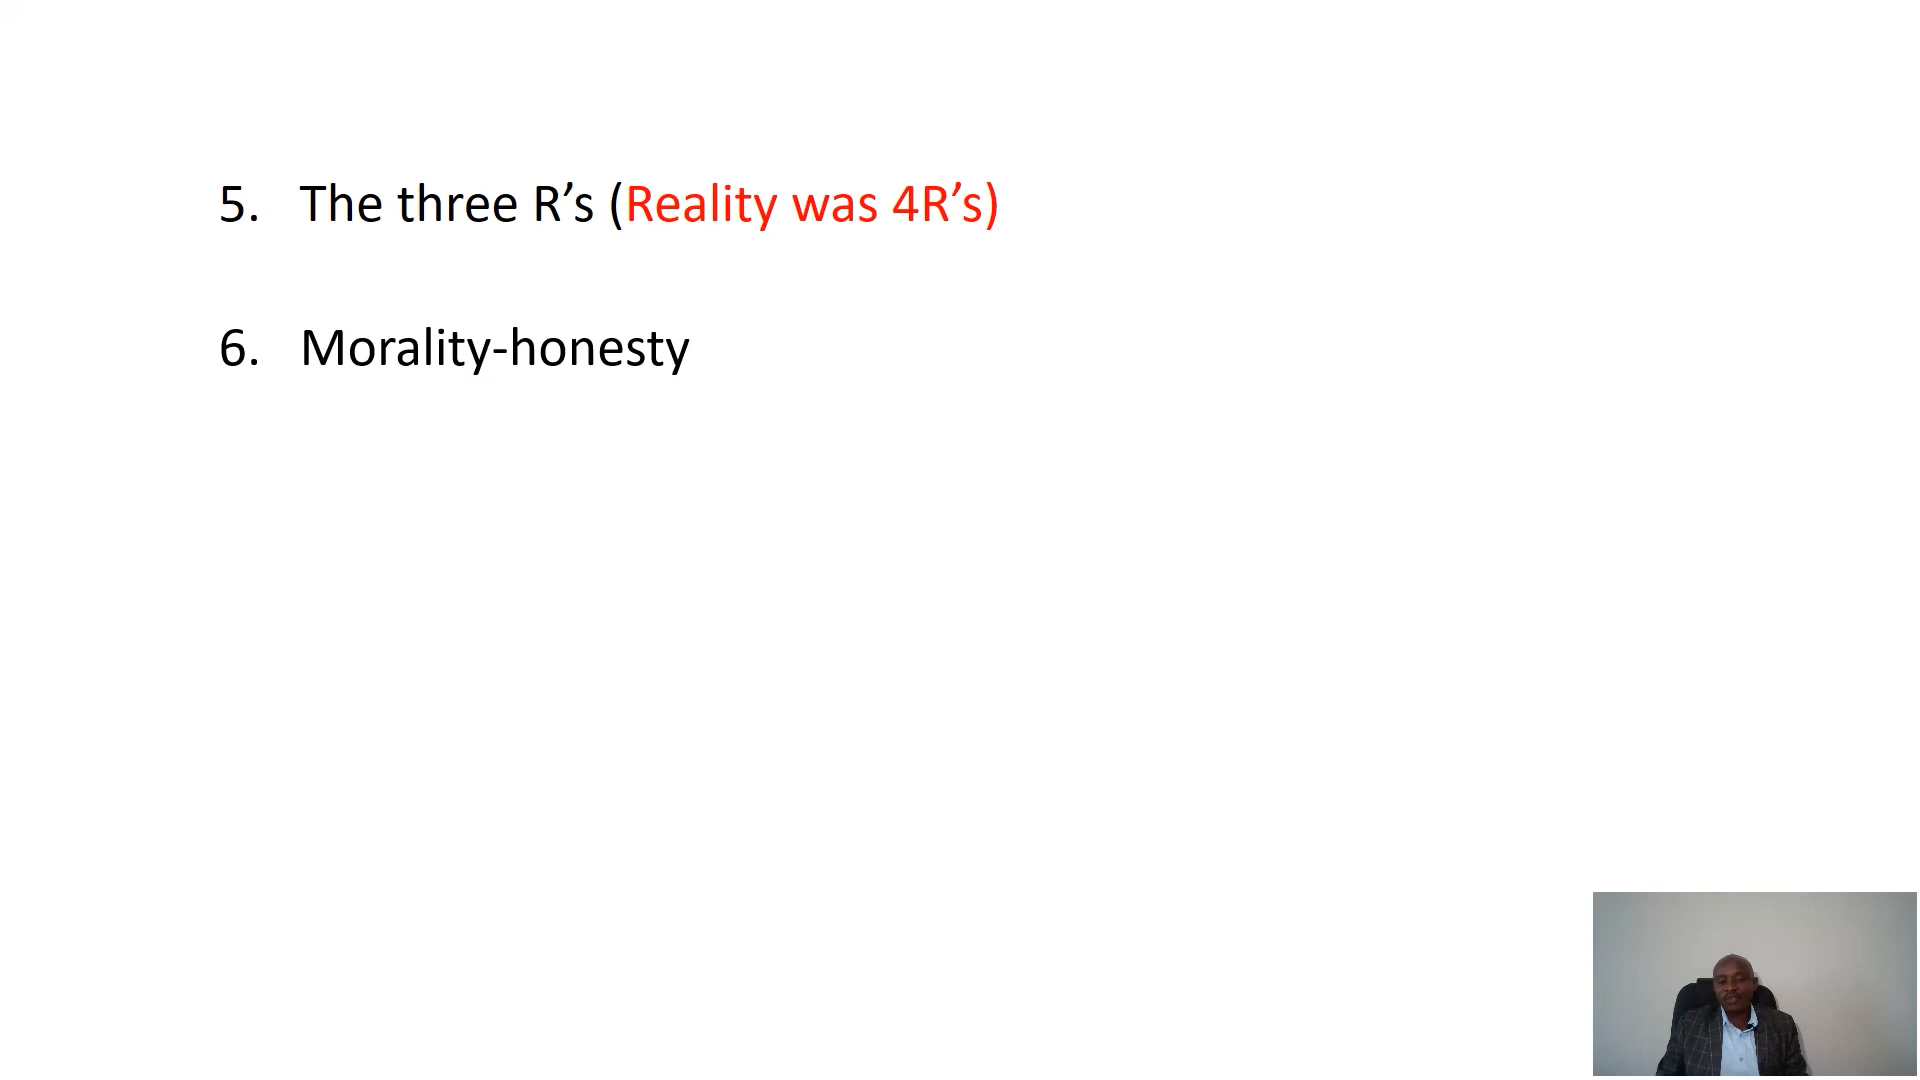 5. The three R’s (Reality was 4R’s)
6. Morality-honesty